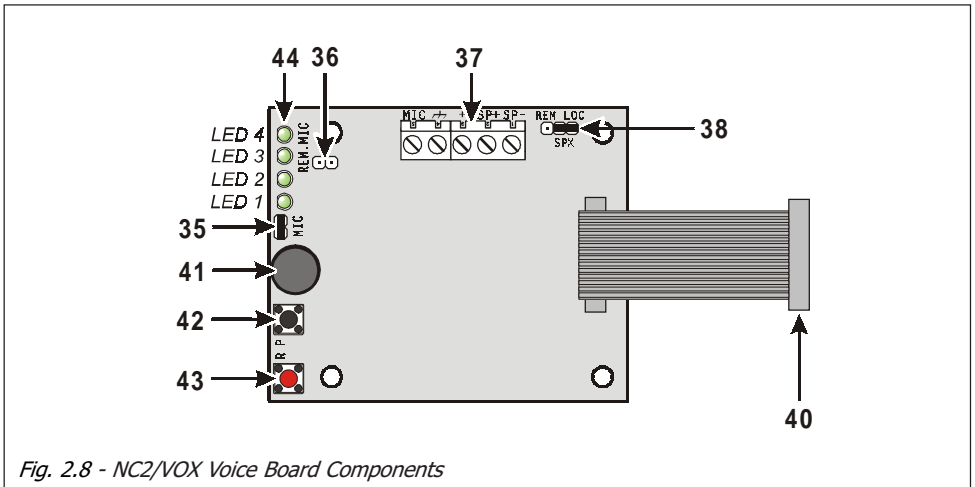 44 36 37
MIC + SP+ SP-
REM LOC
38
SPX
LED 4
LED 3
LED 2
LED 1
REM.MIC
35
MIC
41
42
P
R
43
40
Fig. 2.8 - NC2/VOX Voice Board Components